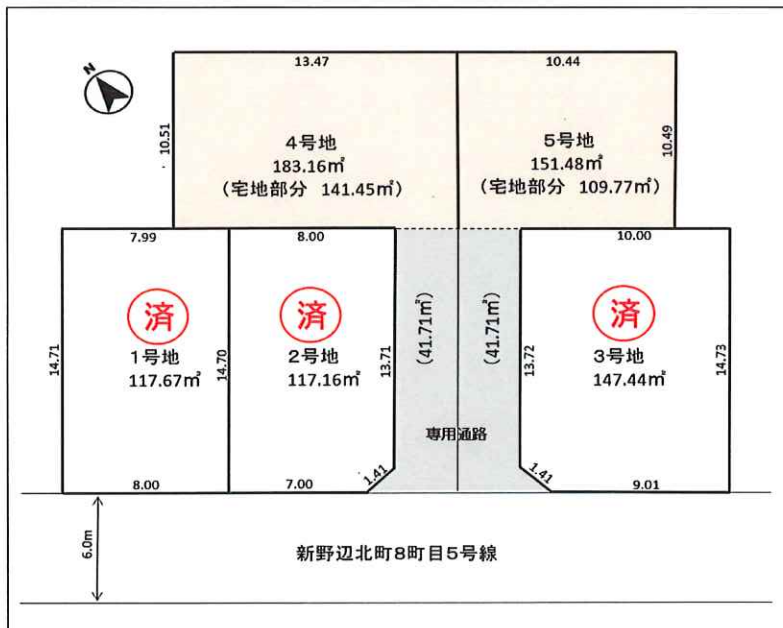 N
13.47
10.44
10.51
4号地
183.16㎡
（宅地部分 141.45㎡）
5号地
151.48㎡
（宅地部分 109.77㎡）
10.49
7.99
8.00
10.00
済
済
済
14.71
1号地
117.67㎡
14.70
2号地
117.16㎡
13.71
(41.71㎡)
(41.71㎡)
13.72
3号地
147.44㎡
14.73
専用通路
1.41
1.41
8.00
7.00
9.01
6.0m
新野辺北町8町目5号線